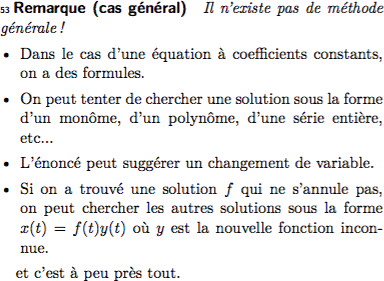 53 Remarque (cas général) Il n'existe pas de méthode
générale !
• Dans le cas d'une équation à coefficients constants,
on a des formules.
• On peut tenter de chercher une solution sous la forme
d'un monôme, d'un polynôme, d'une série entière,
etc...
• L'énoncé peut suggérer un changement de variable.
• Si on a trouvé une solution f qui ne s'annule pas,
on peut chercher les autres solutions sous la forme
x(t) = f(t)y(t) où y est la nouvelle fonction incon-
nue.
et c'est à peu près tout.